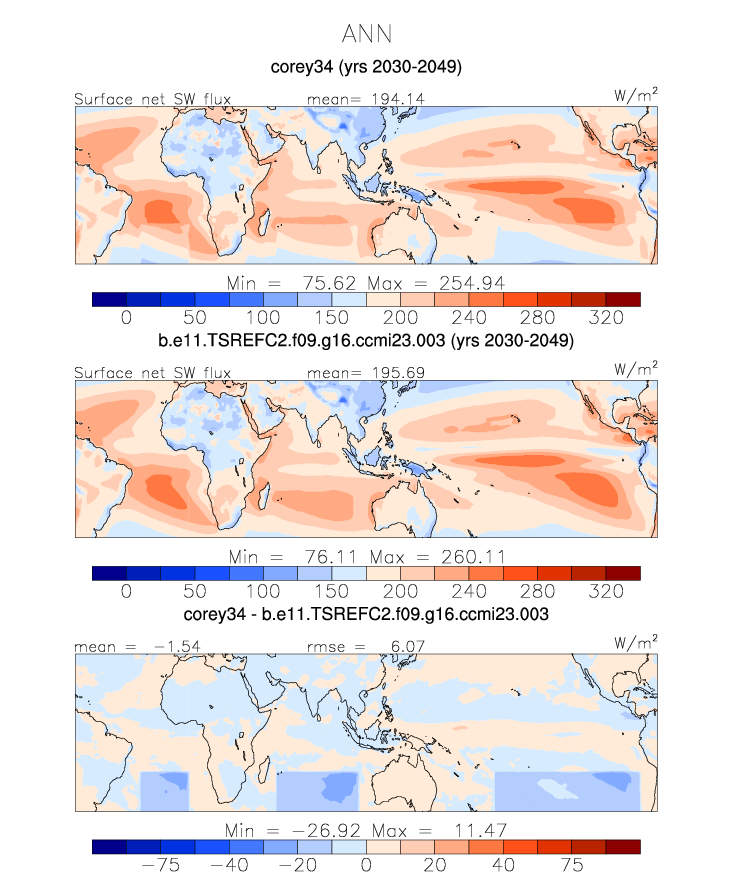 ANN
corey34 (yrs 2030-2049)
Surface net SW flux mean= 194.14 W/m²
Min = 75.62 Max = 254.94
0 50 100 150 200 240 280 320
b.e11.TSREFC2.f09.g16.ccmi23.003 (yrs 2030-2049)
Surface net SW flux mean= 195.69 W/m²
Min = 76.11 Max = 260.11
0 50 100 150 200 240 280 320
corey34 - b.e11.TSREFC2.f09.g16.ccmi23.003
mean = −1.54 rmse = 6.07 W/m²
Min = −26.92 Max = 11.47
−75 −40 −20 0 20 40 75